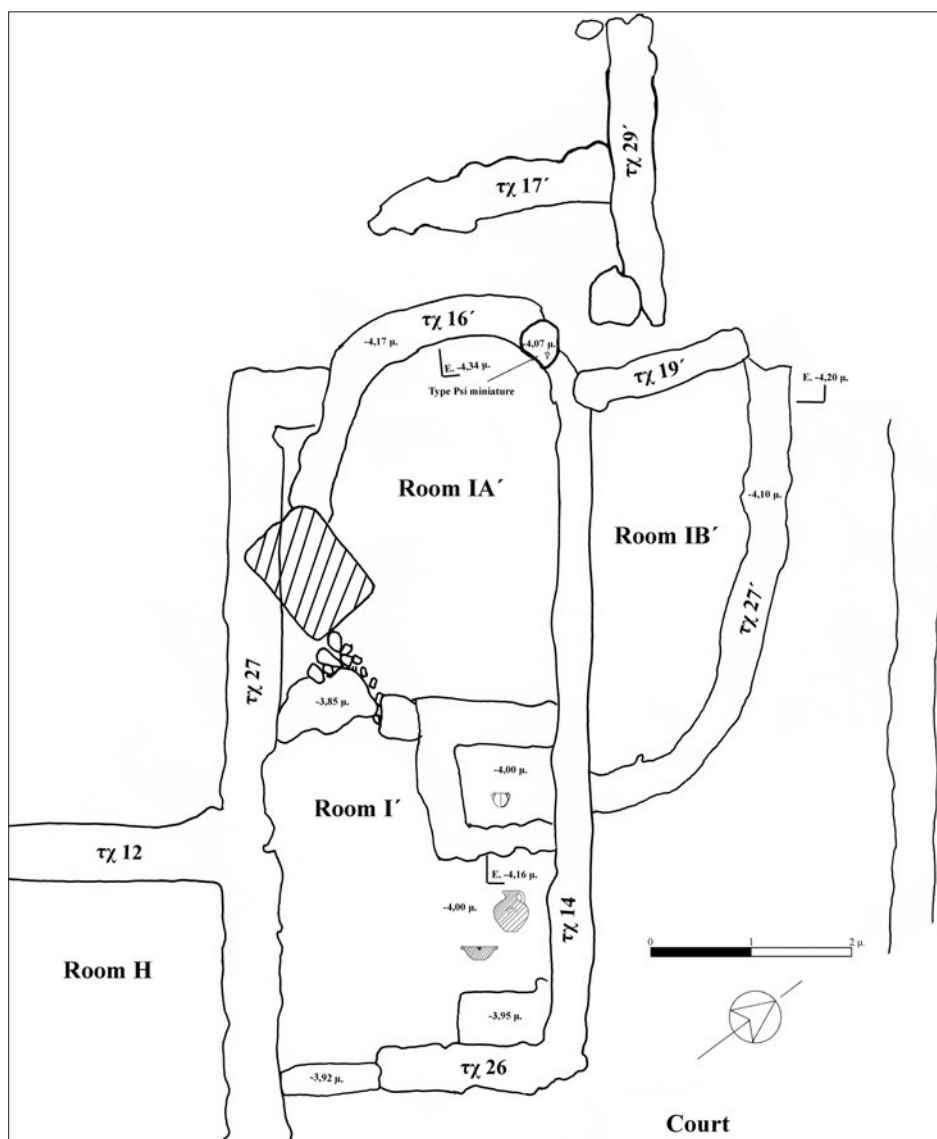 τχ 29´
τχ 17´
τχ 16´
-4,17 μ.
-4,07 μ.
E. -4,34 μ.
Type Psi miniature
τχ 19´
E. -4,20 μ.
Room IA´
-4,10 μ.
Room IB´
τχ 27´
τχ 27
-3,85 μ.
-4,00 μ.
Room I´
τχ 12
E. -4,16 μ.
-4,00 μ.
τχ 14
0 1 2 μ.
Room H
-3,95 μ.
τχ 26
-3,92 μ.
Court